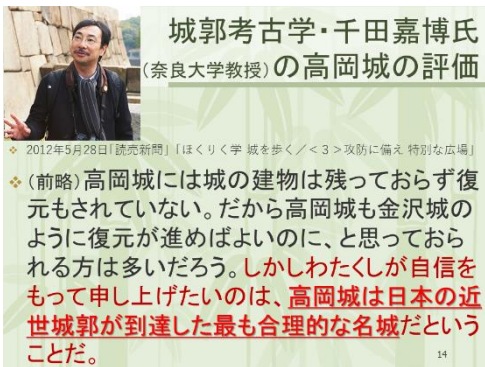 城郭考古学・千田嘉博氏
（奈良大学教授）の高岡城の評価
2012年5月28日「読売新聞」「ほくりく学 城を歩く／＜３＞攻防に備え 特別な広場」
（前略）高岡城には城の建物は残っておらず復
元もされていない。だから高岡城も金沢城の
ように復元が進めばよいのに、と思っておら
れる方は多いだろう。しかしわたくしが自信を
もって申し上げたいのは、高岡城は日本の近
世城郭が到達した最も合理的な名城だという
ことだ。
14